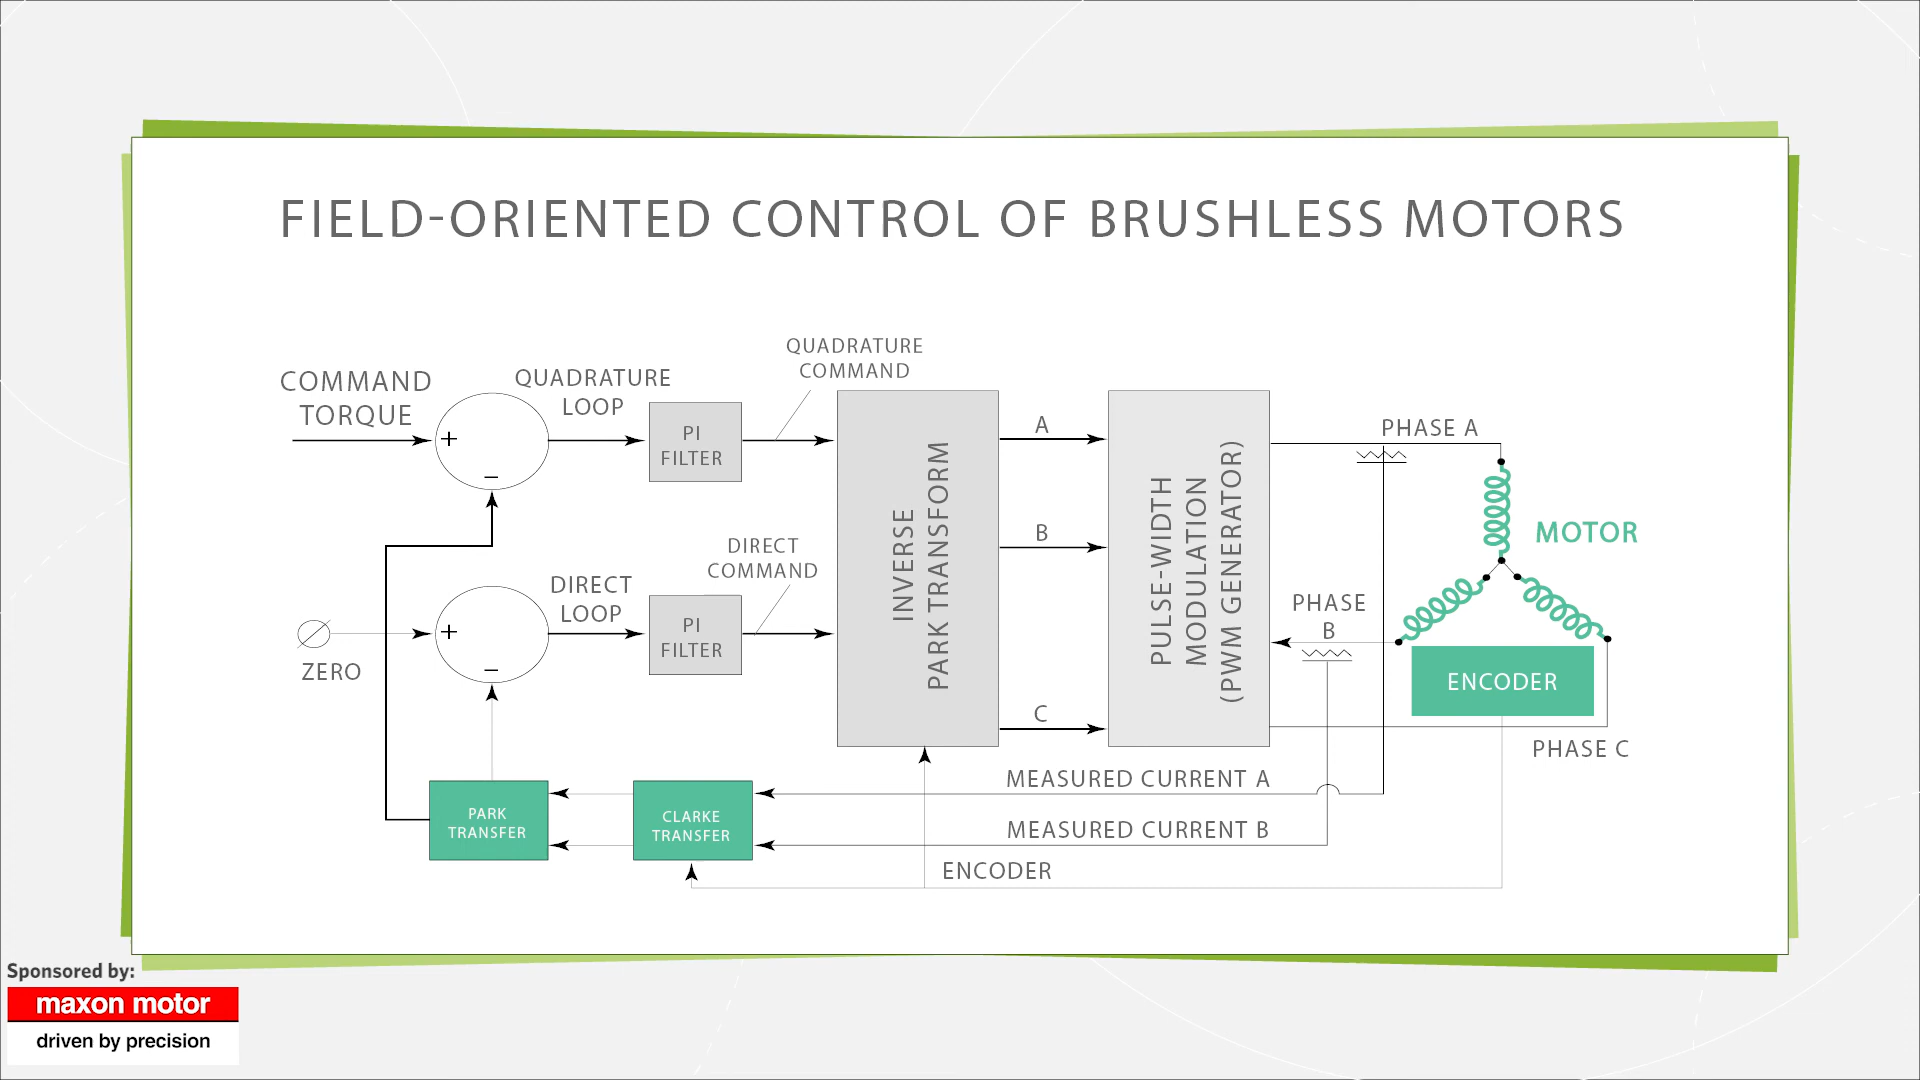 FIELD-ORIENTED CONTROL OF BRUSHLESS MOTORS
QUADRATURE
COMMAND
COMMAND
TORQUE
QUADRATURE
LOOP
+
−
PI
FILTER
DIRECT
COMMAND
ZERO
DIRECT
LOOP
+
−
PI
FILTER
INVERSE
PARK TRANSFORM
A
B
C
PULSE-WIDTH
MODULATION
(PWM GENERATOR)
PHASE A
MOTOR
PHASE
B
ENCODER
PHASE C
MEASURED CURRENT A
MEASURED CURRENT B
ENCODER
PARK
TRANSFER
CLARKE
TRANSFER
Sponsored by:
maxon motor
driven by precision